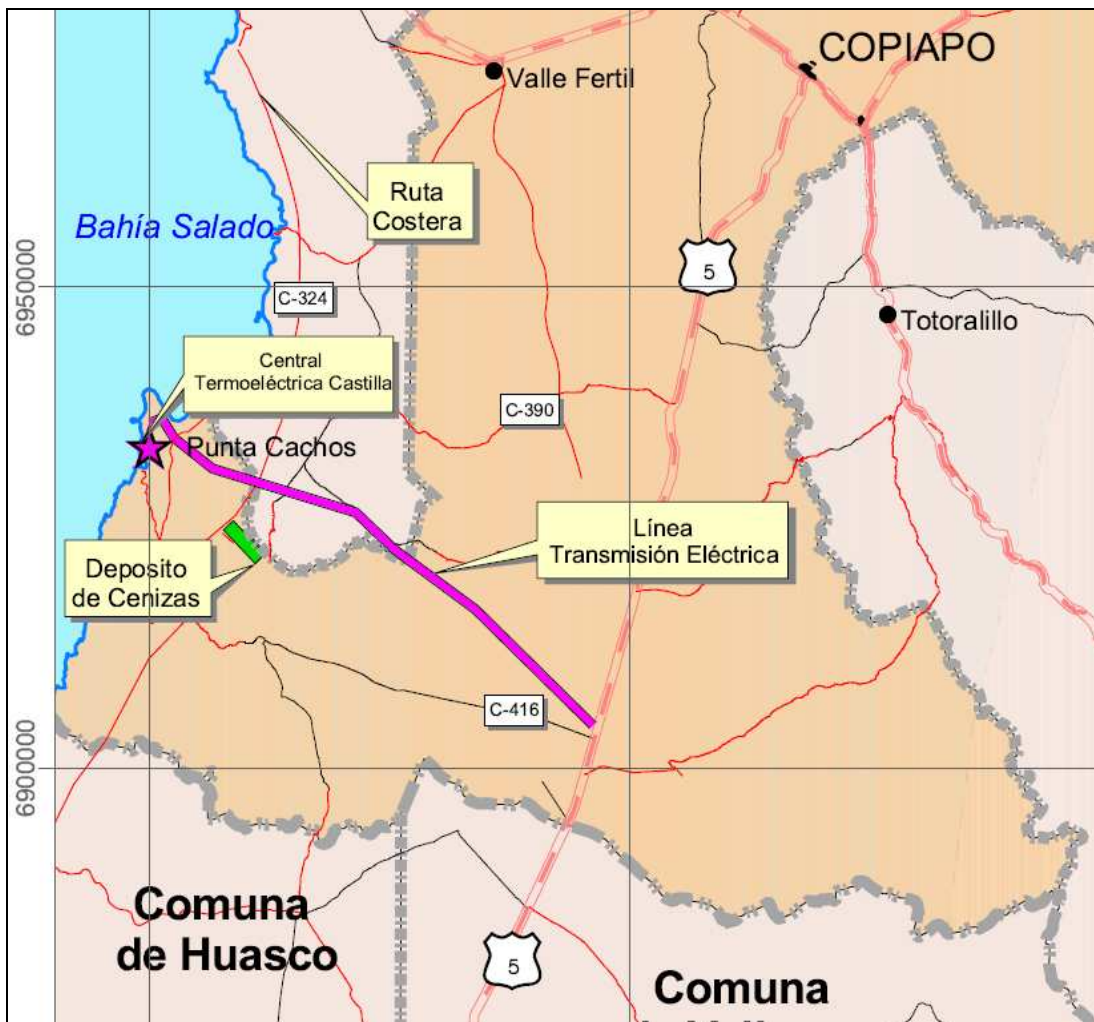 COPIAPO
Valle Fertil
Ruta
Costera
Bahía Salado
5
6950000
C-324
Totoralillo
Central
Termoeléctrica Castilla
C-390
Punta Cachos
Línea
Transmisión Eléctrica
Deposito
de Cenizas
C-416
6900000
Comuna
de Huasco
5
Comuna